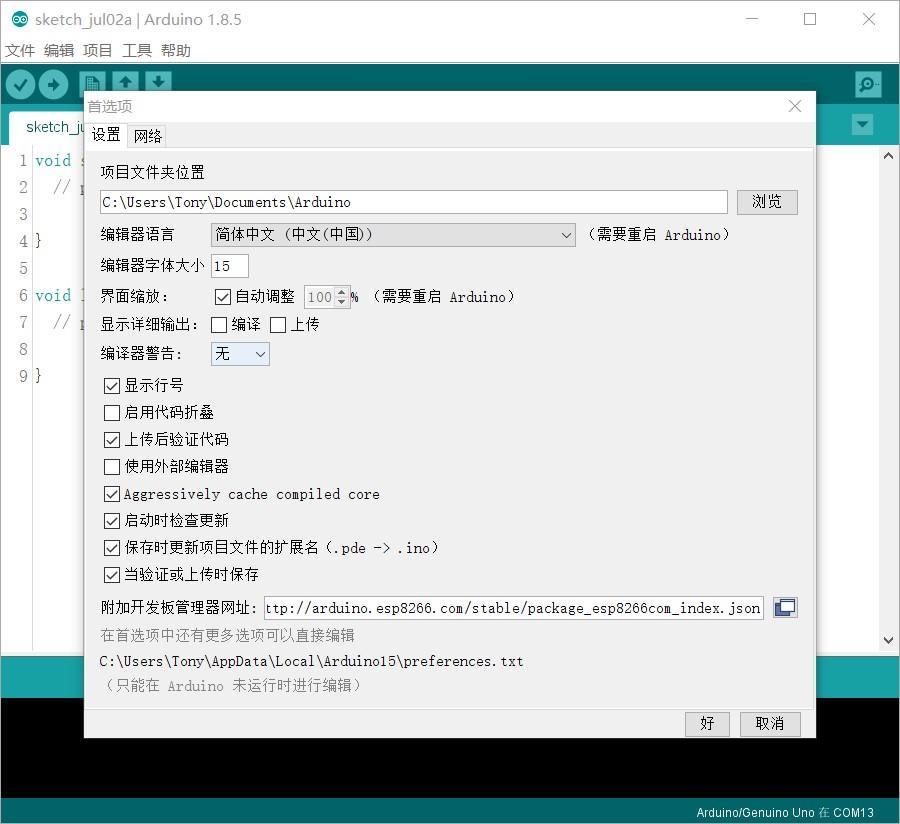 sketch_jul02a | Arduino 1.8.5
文件 编辑 项目 工具 帮助
首选项
sketch_ju
设置 网络
1 void
2 //
3
4 }
5
6 void
7 //
8
9 }
项目文件夹位置
C:\Users\Tony\Documents\Arduino 浏览
编辑器语言 简体中文 (中文(中国)) （需要重启 Arduino）
编辑器字体大小 15
界面缩放： 自动调整 100 % （需要重启 Arduino）
显示详细输出： 编译 上传
编译器警告: 无
显示行号
启用代码折叠
上传后验证代码
使用外部编辑器
Aggressively cache compiled core
启动时检查更新
保存时更新项目文件的扩展名（.pde -> .ino）
当验证或上传时保存
附加开发板管理器网址: ttp://arduino.esp8266.com/stable/package_esp8266com_index.json
在首选项中还有更多选项可以直接编辑
C:\Users\Tony\AppData\Local\Arduino15\preferences.txt
（只能在 Arduino 未运行时进行编辑）
好 取消
Arduino/Genuino Uno 在 COM13